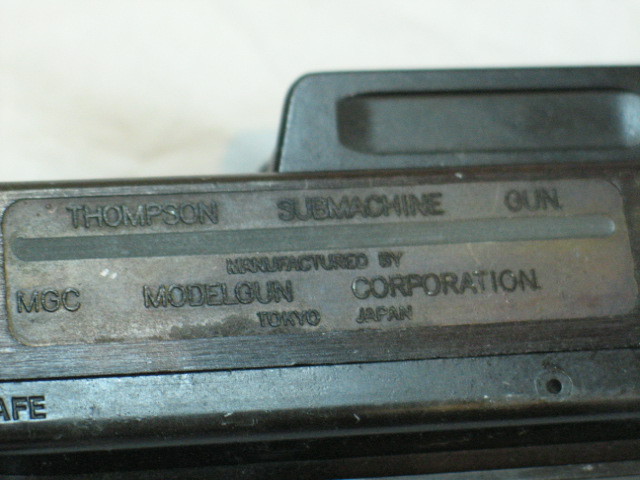 THOMPSON SUBMACHINE GUN.
MANUFACTURED BY
MGC MODELGUN CORPORATION.
TOKYO JAPAN
AFE